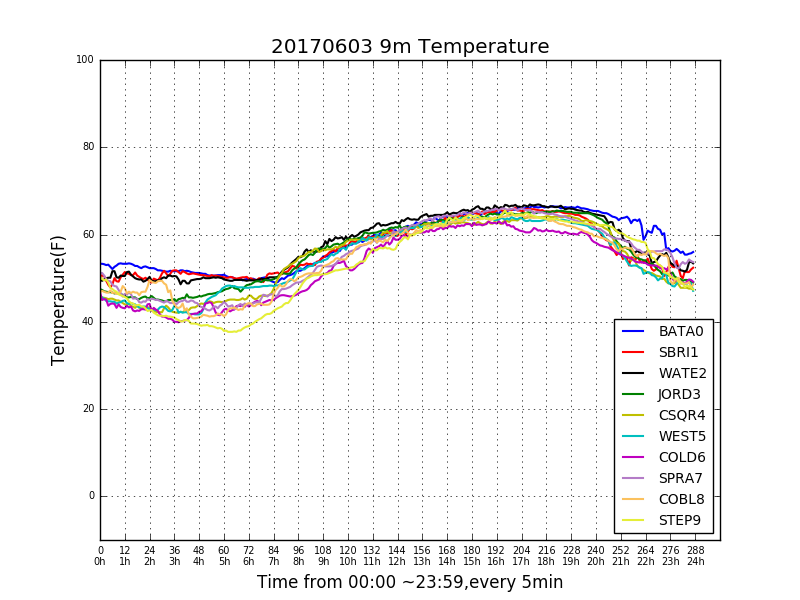 20170603 9m Temperature
100
80
60
40
20
0
Temperature(F)
BATA0
SBRI1
WATE2
JORD3
CSQR4
WEST5
COLD6
SPRA7
COBL8
STEP9
0 12 24 36 48 60 72 84 96 108 120 132 144 156 168 180 192 204 216 228 240 252 264 276 288
0h 1h 2h 3h 4h 5h 6h 7h 8h 9h 10h 11h 12h 13h 14h 15h 16h 17h 18h 19h 20h 21h 22h 23h 24h
Time from 00:00 ~23:59,every 5min